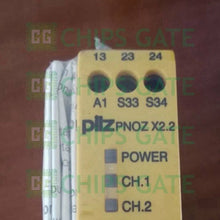 CHIPS GATE
13 23 24
A1 S33 S34
pilz PNOZ X2.2
POWER
CH.1
CH.2